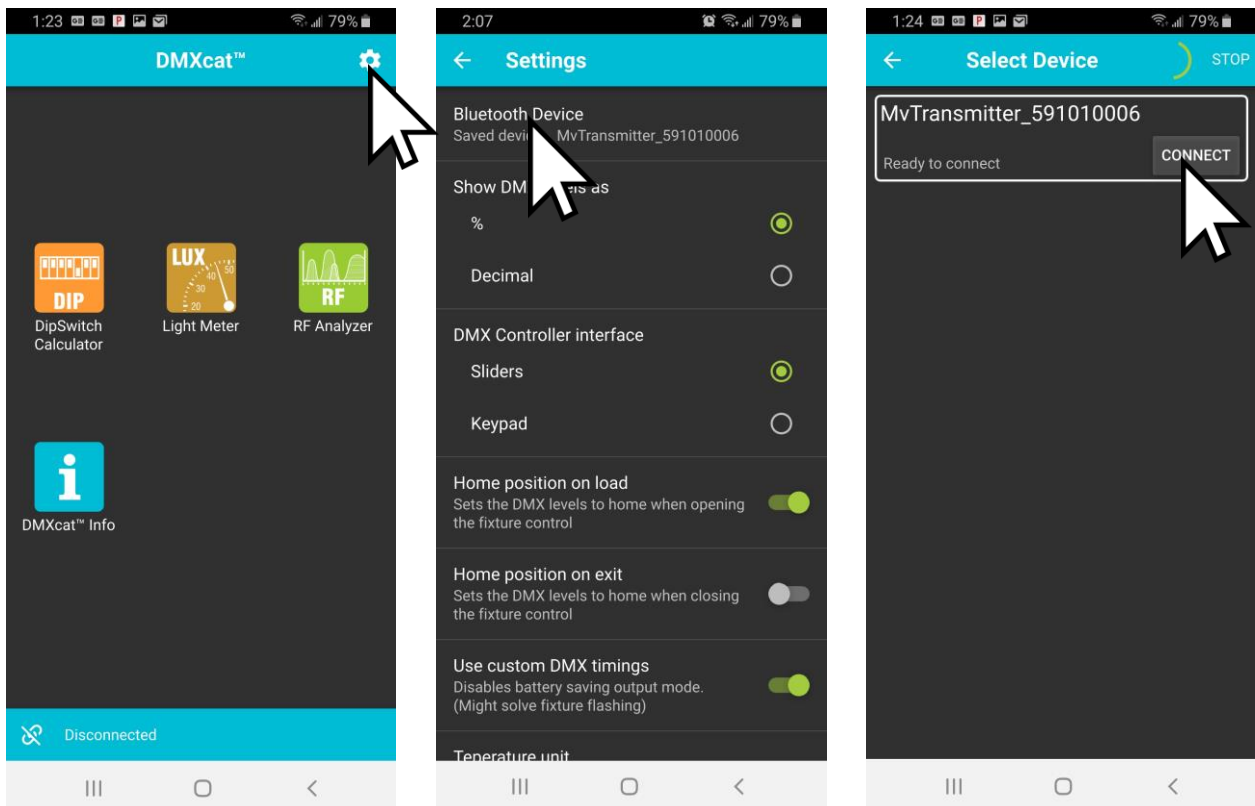 1:23 79%
DMXcat™
DIP
DipSwitch
Calculator
LUX
20 30 40 50
Light Meter
RF
RF Analyzer
i
DMXcat™ Info
Disconnected
2:07 79%
Settings
Bluetooth Device
Saved MvTransmitter_591010006
Show as
%
Decimal
DMX Controller interface
Sliders
Keypad
Home position on load
Sets the DMX levels to home when opening
the fixture control
Home position on exit
Sets the DMX levels to home when closing
the fixture control
Use custom DMX timings
Disables battery saving output mode.
(Might solve fixture flashing)
Teperature unit
1:24 79%
Select Device STOP
MvTransmitter_591010006
Ready to connect
CONNECT